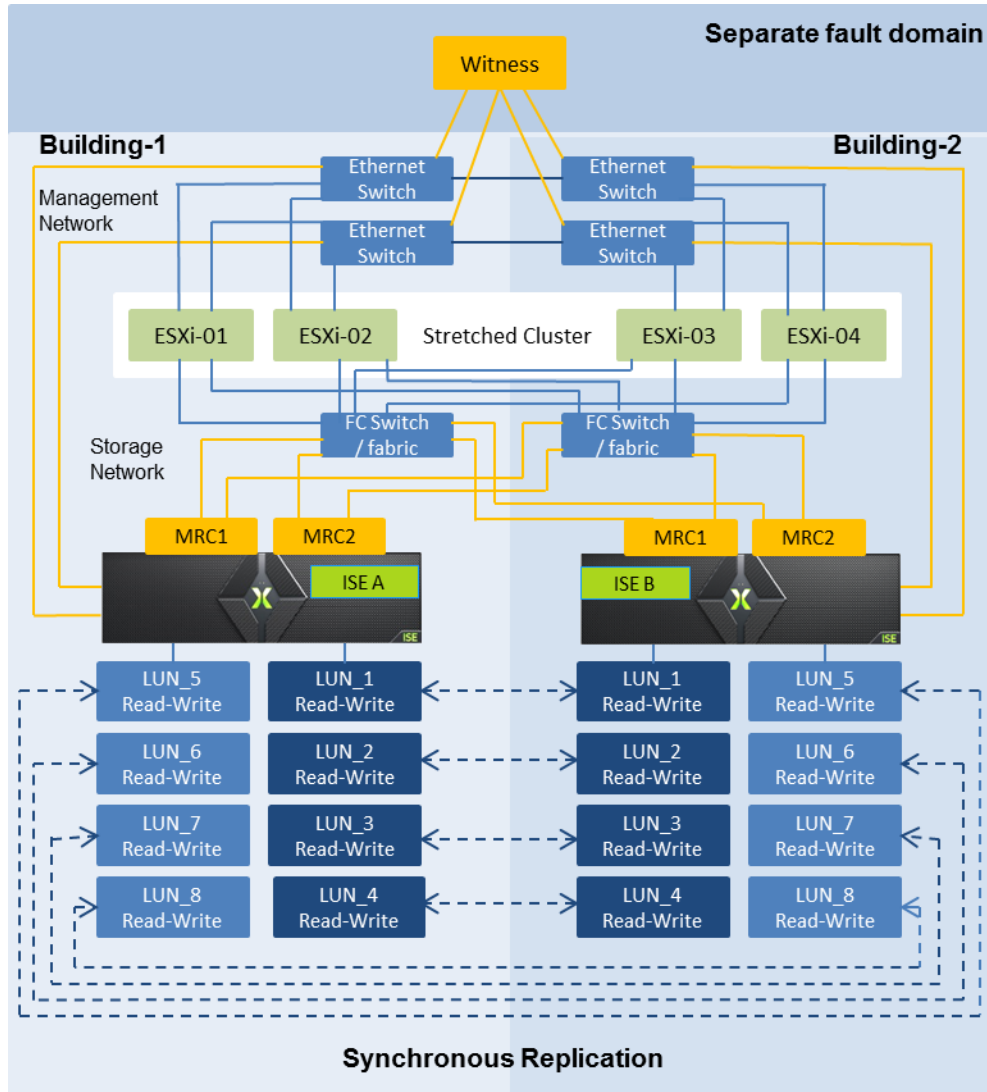 Separate fault domain
Witness
Building-1
Building-2
Ethernet
Switch
Ethernet
Switch
Management
Network
Ethernet
Switch
Ethernet
Switch
ESXi-01
ESXi-02
Stretched Cluster
ESXi-03
ESXi-04
FC Switch
/ fabric
FC Switch
/ fabric
Storage
Network
MRC1
MRC2
MRC1
MRC2
ISE A
ISE B
ISE
ISE
LUN_5
Read-Write
LUN_1
Read-Write
LUN_1
Read-Write
LUN_5
Read-Write
LUN_6
Read-Write
LUN_2
Read-Write
LUN_2
Read-Write
LUN_6
Read-Write
LUN_7
Read-Write
LUN_3
Read-Write
LUN_3
Read-Write
LUN_7
Read-Write
LUN_8
Read-Write
LUN_4
Read-Write
LUN_4
Read-Write
LUN_8
Read-Write
Synchronous Replication